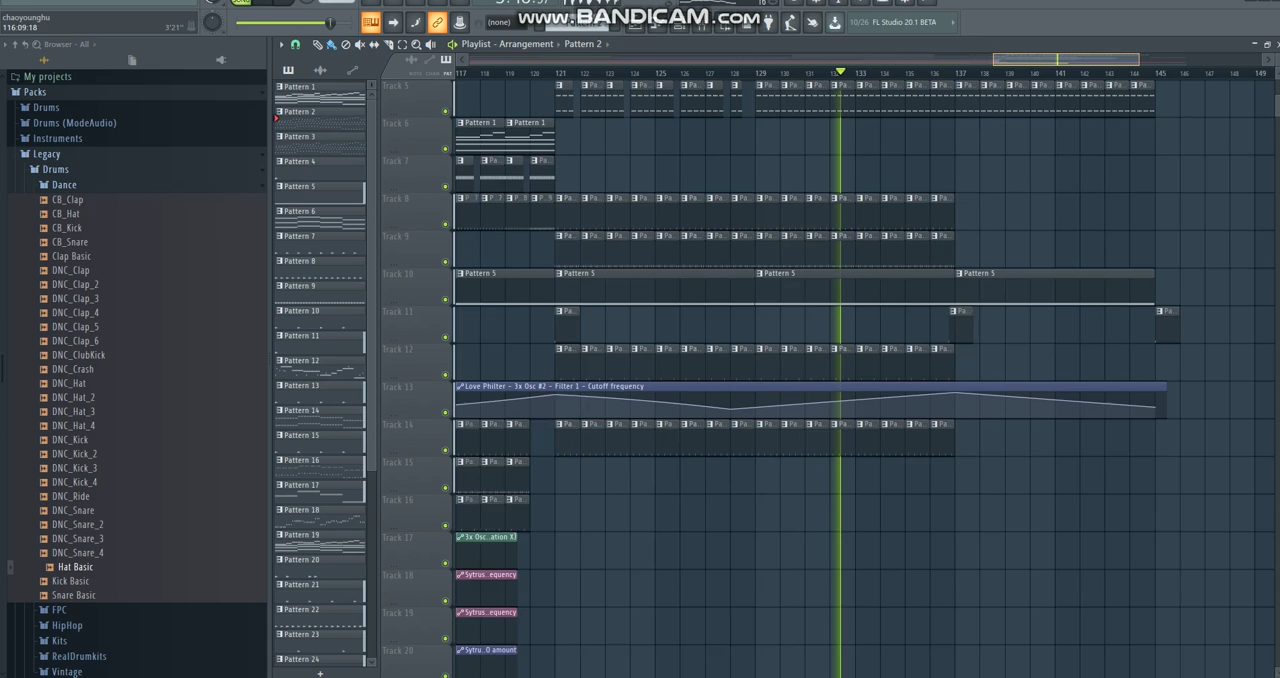 www.BANDICAM.com
chaoyounghu
116:09:18
3'21"
(none)
10/26 FL Studio 20.1 BETA
Browser - All
Playlist - Arrangement Pattern 2
NOTE CHAN PAT
117 118 119 120 121 122 123 124 125 126 127 128 129 130 131 132 133 134 135 136 137 138 139 140 141 142 143 144 145 146 147 148 149
My projects
Packs
Drums
Drums (ModeAudio)
Instruments
Legacy
Drums
Dance
CB_Clap
CB_Hat
CB_Kick
CB_Snare
Clap Basic
DNC_Clap
DNC_Clap_2
DNC_Clap_3
DNC_Clap_4
DNC_Clap_5
DNC_Clap_6
DNC_ClubKick
DNC_Crash
DNC_Hat
DNC_Hat_2
DNC_Hat_3
DNC_Hat_4
DNC_Kick
DNC_Kick_2
DNC_Kick_3
DNC_Kick_4
DNC_Ride
DNC_Snare
DNC_Snare_2
DNC_Snare_3
DNC_Snare_4
Hat Basic
Kick Basic
Snare Basic
FPC
HipHop
Kits
RealDrumkits
Vintage
Pattern 1
Pattern 2
Pattern 3
Pattern 4
Pattern 5
Pattern 6
Pattern 7
Pattern 8
Pattern 9
Pattern 10
Pattern 11
Pattern 12
Pattern 13
Pattern 14
Pattern 15
Pattern 16
Pattern 17
Pattern 18
Pattern 19
Pattern 20
Pattern 21
Pattern 22
Pattern 23
Pattern 24
Track 5
Track 6
Pattern 1 Pattern 1
Track 7
Track 8
Track 9
Track 10
Pattern 5 Pattern 5 Pattern 5 Pattern 5
Track 11
Track 12
Track 13
Love Philter - 3x Osc #2 - Filter 1 - Cutoff frequency
Track 14
Track 15
Track 16
Track 17
3x Osc..ation X]
Track 18
Sytrus..equency
Track 19
Sytrus..equency
Track 20
Sytru..0 amount